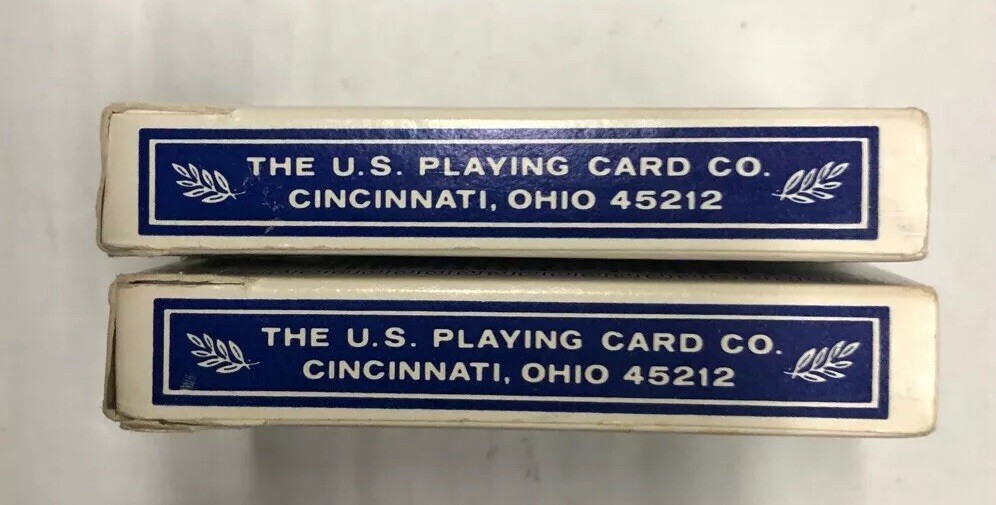 THE U.S. PLAYING CARD CO.
CINCINNATI, OHIO 45212
THE U.S. PLAYING CARD CO.
CINCINNATI, OHIO 45212